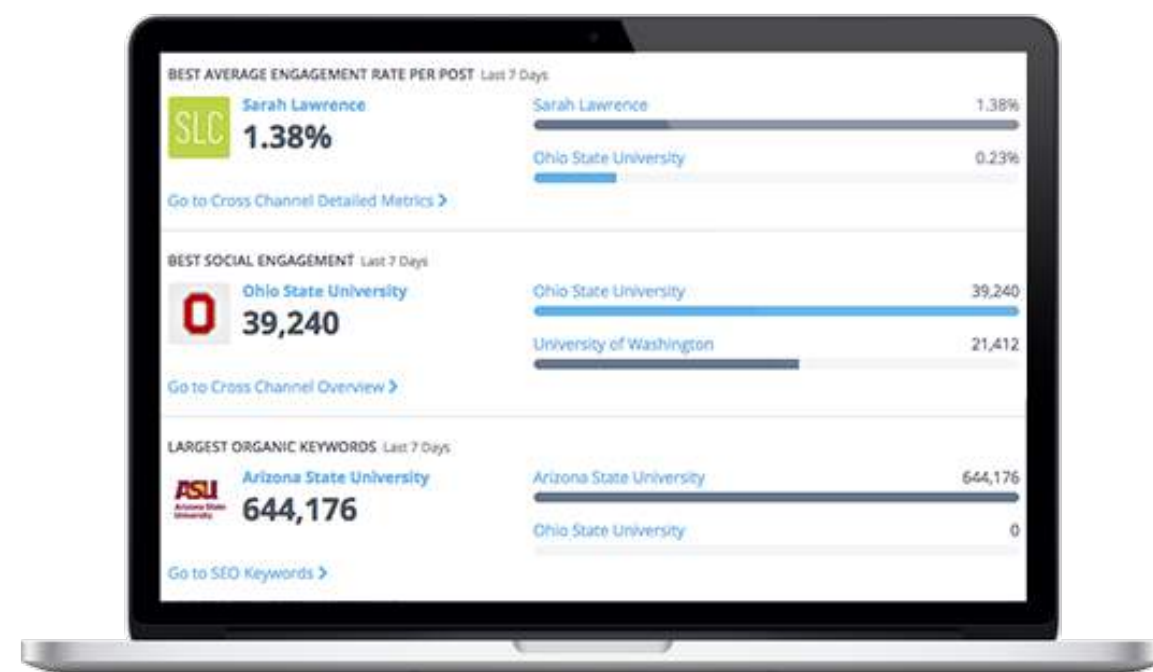 BEST AVERAGE ENGAGEMENT RATE PER POST Last 7 Days
SLC
Sarah Lawrence
1.38%
Sarah Lawrence 1.38%
Ohio State University 0.23%
Go to Cross Channel Detailed Metrics >
BEST SOCIAL ENGAGEMENT Last 7 Days
O
Ohio State University
39,240
Ohio State University 39,240
University of Washington 21,412
Go to Cross Channel Overview >
LARGEST ORGANIC KEYWORDS Last 7 Days
ASU
Arizona State
University
Arizona State University
644,176
Arizona State University 644,176
Ohio State University 0
Go to SEO Keywords >